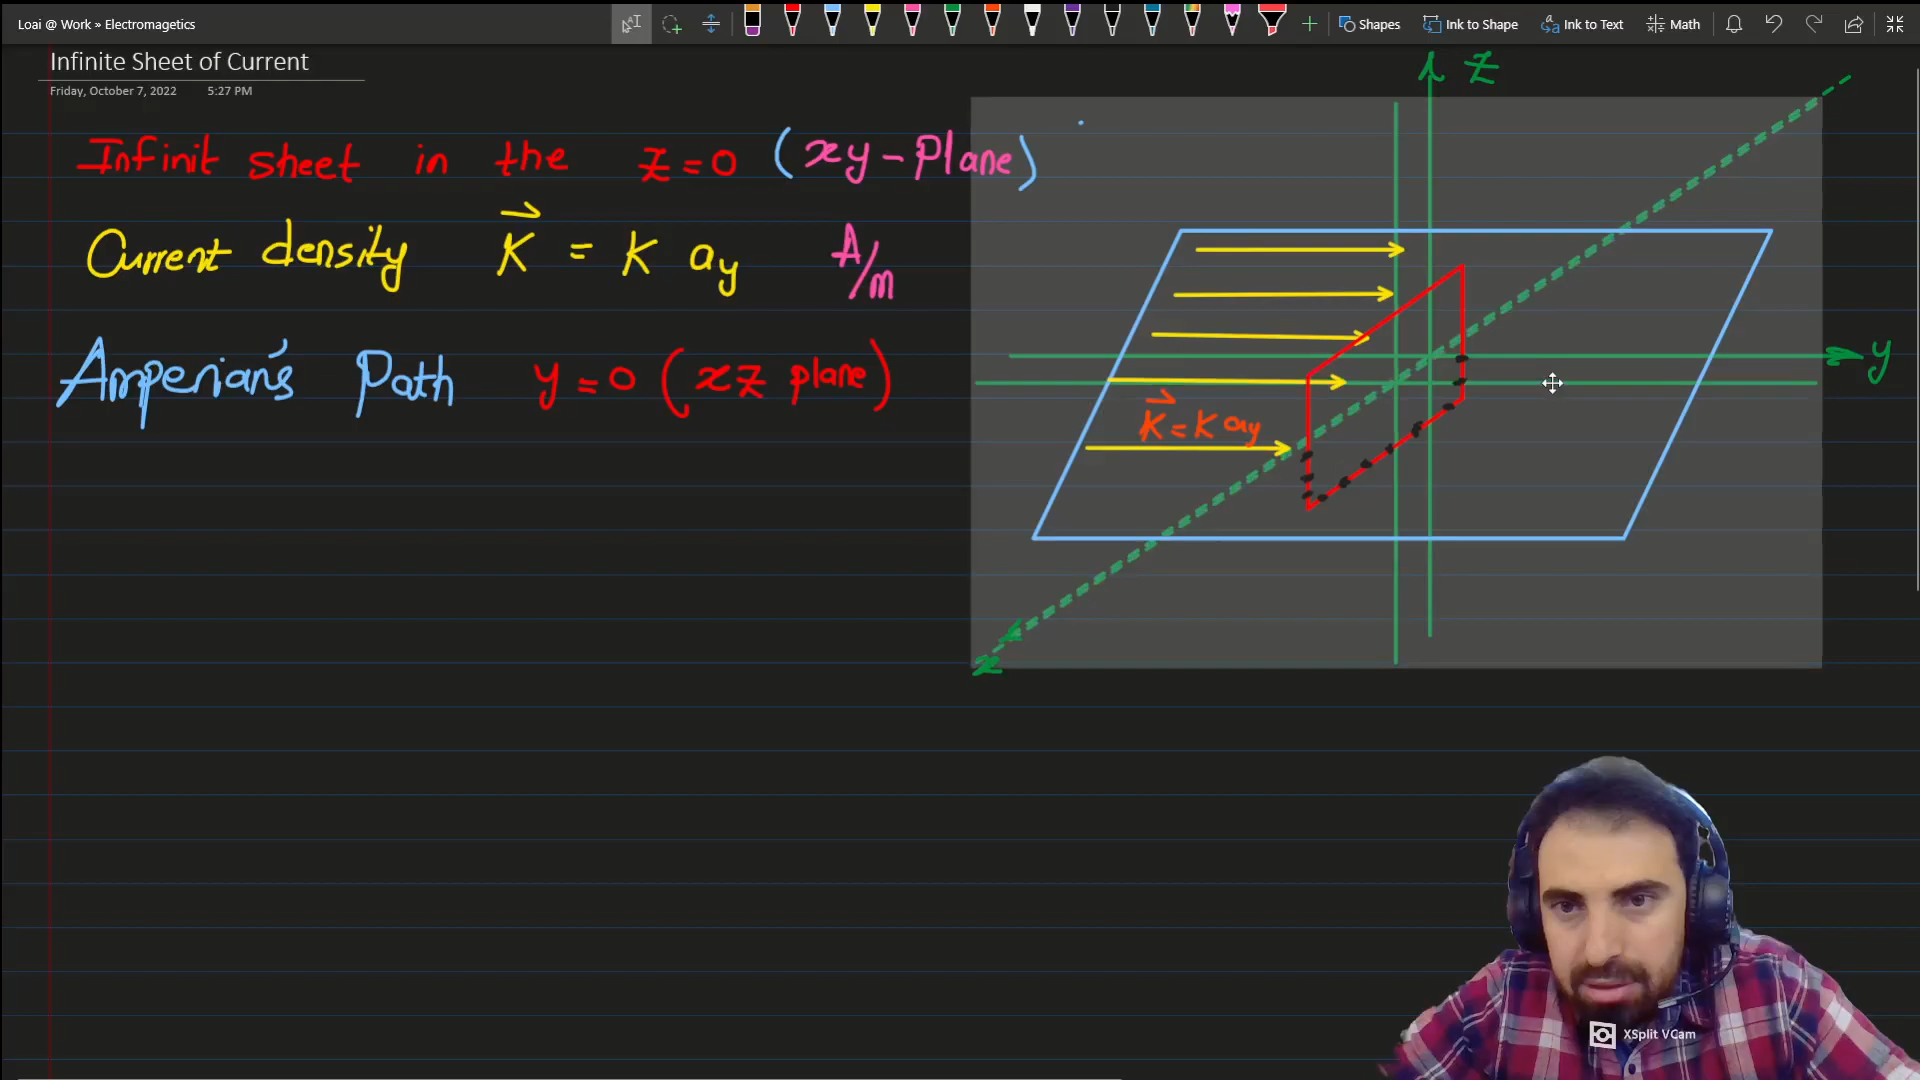 Loai @ Work » Electromagetics
Shapes
Ink to Shape
Ink to Text
Math
Infinite Sheet of Current
Friday, October 7, 2022 5:27 PM
Infinit sheet in the z = 0 (xy - Plane)
Current density K = K ay A/m
Amperian's Path y = 0 (xz plane)
z
y
K = K ay
x
XSplit VCam